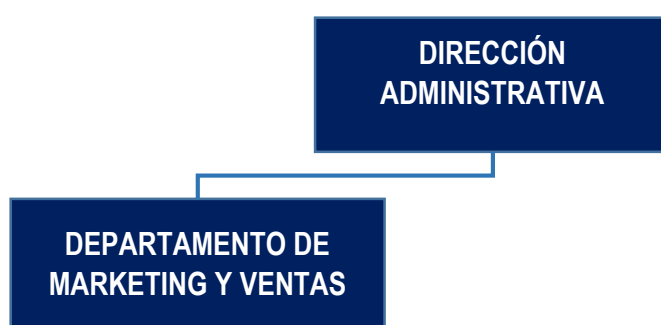 DIRECCIÓN
ADMINISTRATIVA
DEPARTAMENTO DE
MARKETING Y VENTAS